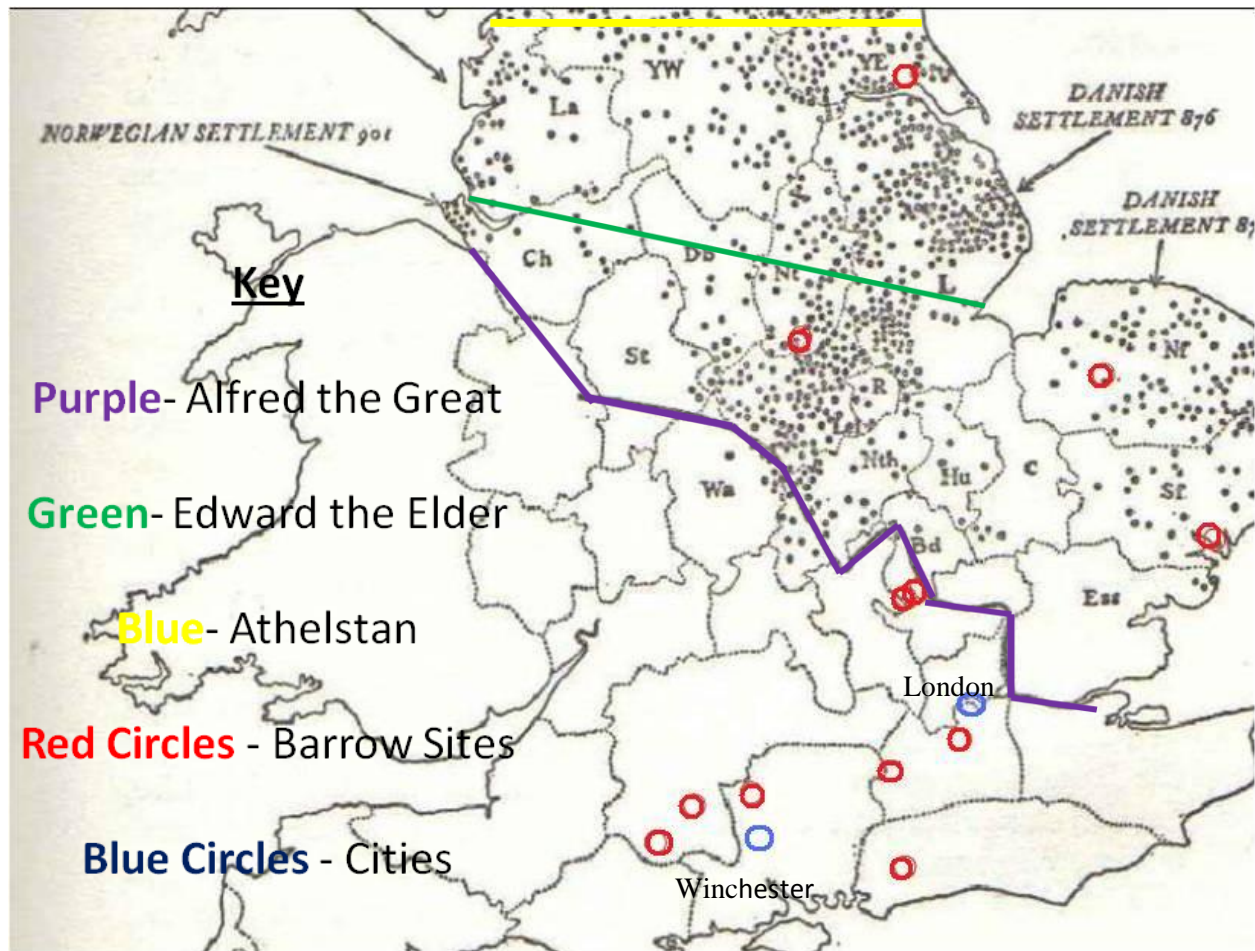 YW
YE
La
DANISH
SETTLEMENT 876
NORWEGIAN SETTLEMENT 901
DANISH
SETTLEMENT 87
Ch
Db
Nt
L
Key
St
Nf
R
Purple- Alfred the Great
Lei
Nth
Hu
C
Wa
Sf
Green- Edward the Elder
Bd
Ess
Blue- Athelstan
London
Red Circles - Barrow Sites
Blue Circles - Cities
Winchester